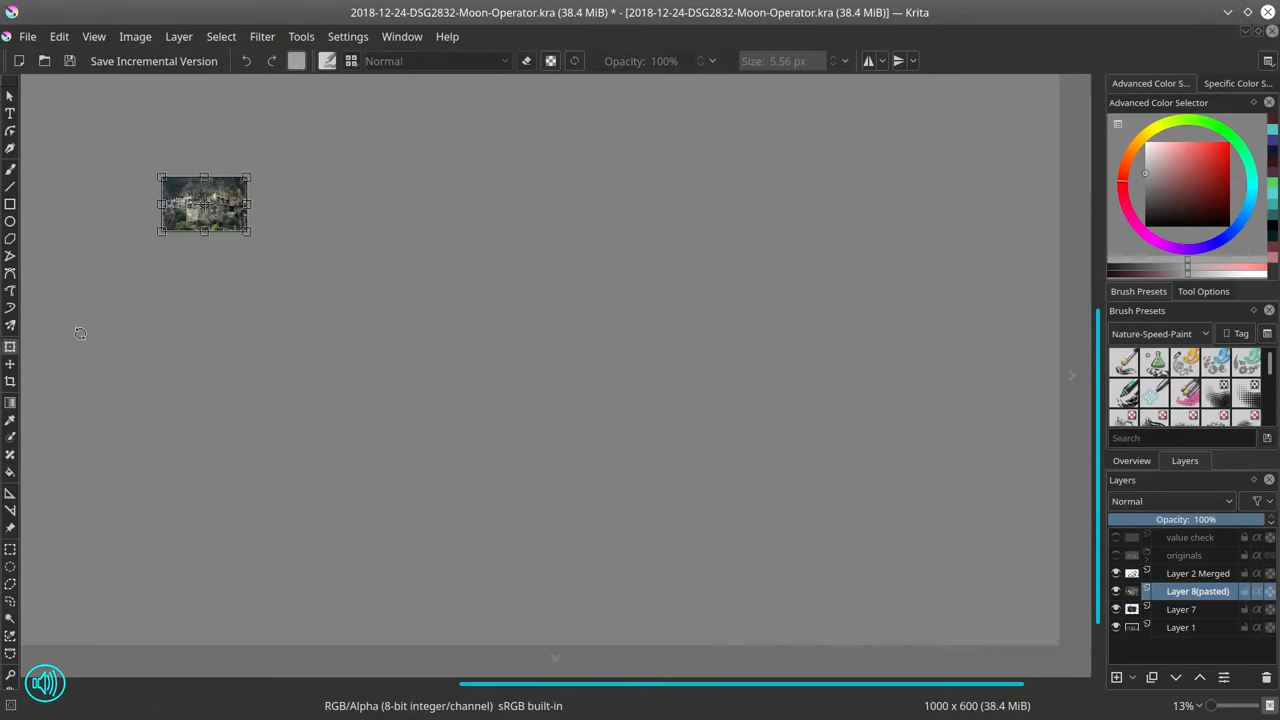 2018-12-24-DSG2832-Moon-Operator.kra (38.4 MiB) * - [2018-12-24-DSG2832-Moon-Operator.kra (38.4 MiB)] — Krita
File Edit View Image Layer Select Filter Tools Settings Window Help
Save Incremental Version Normal Opacity: 100% Size: 5.56 px
Advanced Color S... Specific Color S...
Advanced Color Selector
Brush Presets Tool Options
Brush Presets
Nature-Speed-Paint Tag
Search
Overview Layers
Layers
Normal
Opacity: 100%
value check
originals
Layer 2 Merged
Layer 8(pasted)
Layer 7
Layer 1
RGB/Alpha (8-bit integer/channel) sRGB built-in 1000 x 600 (38.4 MiB) 13%